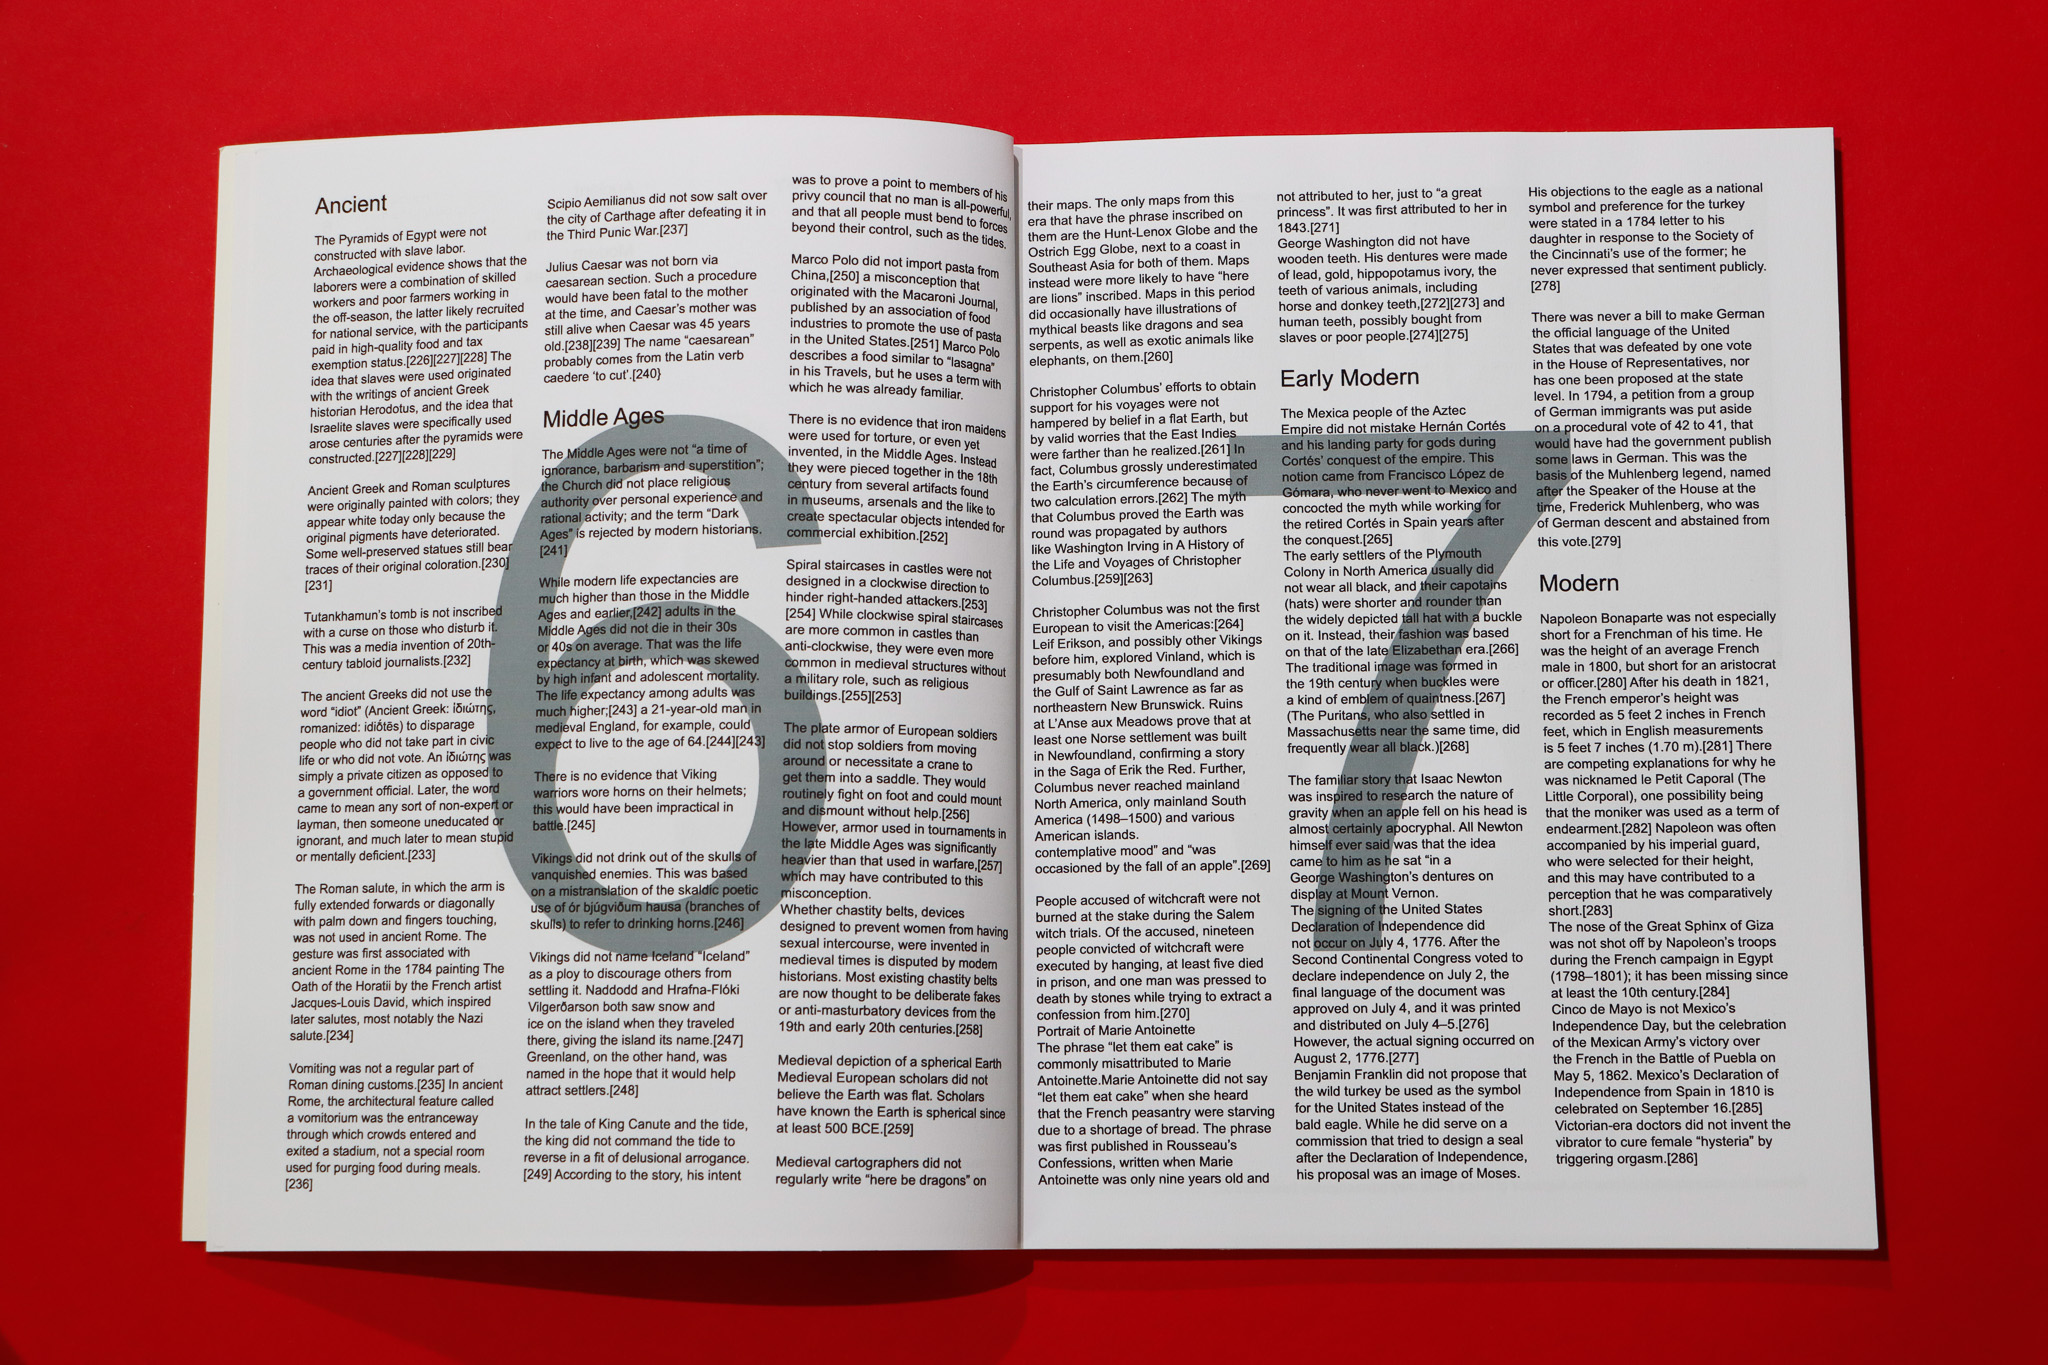 Ancient
The Pyramids of Egypt were not
constructed with slave labor.
Archaeological evidence shows that the
laborers were a combination of skilled
workers and poor farmers working in
the off-season, the latter likely recruited
for national service, with the participants
paid in high-quality food and tax
exemption status.[226][227][228] The
idea that slaves were used originated
with the writings of ancient Greek
historian Herodotus, and the idea that
Israelite slaves were specifically used
arose centuries after the pyramids were
constructed.[227][228][229]
Ancient Greek and Roman sculptures
were originally painted with colors; they
appear white today only because the
original pigments have deteriorated.
Some well-preserved statues still bear
traces of their original coloration.[230]
[231]
Tutankhamun's tomb is not inscribed
with a curse on those who disturb it.
This was a media invention of 20th-
century tabloid journalists.[232]
The ancient Greeks did not use the
word “idiot” (Ancient Greek: ἰδιώτης,
romanized: idiṓtēs) to disparage
people who did not take part in civic
life or who did not vote. An ἰδιώτης was
simply a private citizen as opposed to
a government official. Later, the word
came to mean any sort of non-expert or
layman, then someone uneducated or
ignorant, and much later to mean stupid
or mentally deficient.[233]
The Roman salute, in which the arm is
fully extended forwards or diagonally
with palm down and fingers touching,
was not used in ancient Rome. The
gesture was first associated with
ancient Rome in the 1784 painting The
Oath of the Horatii by the French artist
Jacques-Louis David, which inspired
later salutes, most notably the Nazi
salute.[234]
Vomiting was not a regular part of
Roman dining customs.[235] In ancient
Rome, the architectural feature called
a vomitorium was the entranceway
through which crowds entered and
exited a stadium, not a special room
used for purging food during meals.
[236]
Scipio Aemilianus did not sow salt over
the city of Carthage after defeating it in
the Third Punic War.[237]
Julius Caesar was not born via
caesarean section. Such a procedure
would have been fatal to the mother
at the time, and Caesar's mother was
still alive when Caesar was 45 years
old.[238][239] The name “caesarean”
probably comes from the Latin verb
caedere ‘to cut’.[240}
Middle Ages
The Middle Ages were not “a time of
ignorance, barbarism and superstition”;
the Church did not place religious
authority over personal experience and
rational activity; and the term “Dark
Ages” is rejected by modern historians.
[241]
While modern life expectancies are
much higher than those in the Middle
Ages and earlier,[242] adults in the
Middle Ages did not die in their 30s
or 40s on average. That was the life
expectancy at birth, which was skewed
by high infant and adolescent mortality.
The life expectancy among adults was
much higher;[243] a 21-year-old man in
medieval England, for example, could
expect to live to the age of 64.[244][243]
There is no evidence that Viking
warriors wore horns on their helmets;
this would have been impractical in
battle.[245]
Vikings did not drink out of the skulls of
vanquished enemies. This was based
on a mistranslation of the skaldic poetic
use of ór bjúgviðum hausa (branches of
skulls) to refer to drinking horns.[246]
Vikings did not name Iceland “Iceland”
as a ploy to discourage others from
settling it. Naddodd and Hrafna-Flóki
Vilgerðarson both saw snow and
ice on the island when they traveled
there, giving the island its name.[247]
Greenland, on the other hand, was
named in the hope that it would help
attract settlers.[248]
In the tale of King Canute and the tide,
the king did not command the tide to
reverse in a fit of delusional arrogance.
[249] According to the story, his intent
was to prove a point to members of his
privy council that no man is all-powerful,
and that all people must bend to forces
beyond their control, such as the tides.
Marco Polo did not import pasta from
China,[250] a misconception that
originated with the Macaroni Journal,
published by an association of food
industries to promote the use of pasta
in the United States.[251] Marco Polo
describes a food similar to “lasagna”
in his Travels, but he uses a term with
which he was already familiar.
There is no evidence that iron maidens
were used for torture, or even yet
invented, in the Middle Ages. Instead
they were pieced together in the 18th
century from several artifacts found
in museums, arsenals and the like to
create spectacular objects intended for
commercial exhibition.[252]
Spiral staircases in castles were not
designed in a clockwise direction to
hinder right-handed attackers.[253]
[254] While clockwise spiral staircases
are more common in castles than
anti-clockwise, they were even more
common in medieval structures without
a military role, such as religious
buildings.[255][253]
The plate armor of European soldiers
did not stop soldiers from moving
around or necessitate a crane to
get them into a saddle. They would
routinely fight on foot and could mount
and dismount without help.[256]
However, armor used in tournaments in
the late Middle Ages was significantly
heavier than that used in warfare,[257]
which may have contributed to this
misconception.
Whether chastity belts, devices
designed to prevent women from having
sexual intercourse, were invented in
medieval times is disputed by modern
historians. Most existing chastity belts
are now thought to be deliberate fakes
or anti-masturbatory devices from the
19th and early 20th centuries.[258]
Medieval depiction of a spherical Earth
Medieval European scholars did not
believe the Earth was flat. Scholars
have known the Earth is spherical since
at least 500 BCE.[259]
Medieval cartographers did not
regularly write “here be dragons” on
6
their maps. The only maps from this
era that have the phrase inscribed on
them are the Hunt-Lenox Globe and the
Ostrich Egg Globe, next to a coast in
Southeast Asia for both of them. Maps
instead were more likely to have “here
are lions” inscribed. Maps in this period
did occasionally have illustrations of
mythical beasts like dragons and sea
serpents, as well as exotic animals like
elephants, on them.[260]
Christopher Columbus’ efforts to obtain
support for his voyages were not
hampered by belief in a flat Earth, but
by valid worries that the East Indies
were farther than he realized.[261] In
fact, Columbus grossly underestimated
the Earth's circumference because of
two calculation errors.[262] The myth
that Columbus proved the Earth was
round was propagated by authors
like Washington Irving in A History of
the Life and Voyages of Christopher
Columbus.[259][263]
Christopher Columbus was not the first
European to visit the Americas:[264]
Leif Erikson, and possibly other Vikings
before him, explored Vinland, which is
presumably both Newfoundland and
the Gulf of Saint Lawrence as far as
northeastern New Brunswick. Ruins
at L'Anse aux Meadows prove that at
least one Norse settlement was built
in Newfoundland, confirming a story
in the Saga of Erik the Red. Further,
Columbus never reached mainland
North America, only mainland South
America (1498–1500) and various
American islands.
contemplative mood” and “was
occasioned by the fall of an apple”.[269]
People accused of witchcraft were not
burned at the stake during the Salem
witch trials. Of the accused, nineteen
people convicted of witchcraft were
executed by hanging, at least five died
in prison, and one man was pressed to
death by stones while trying to extract a
confession from him.[270]
Portrait of Marie Antoinette
The phrase “let them eat cake” is
commonly misattributed to Marie
Antoinette.Marie Antoinette did not say
“let them eat cake” when she heard
that the French peasantry were starving
due to a shortage of bread. The phrase
was first published in Rousseau's
Confessions, written when Marie
Antoinette was only nine years old and
not attributed to her, just to “a great
princess”. It was first attributed to her in
1843.[271]
George Washington did not have
wooden teeth. His dentures were made
of lead, gold, hippopotamus ivory, the
teeth of various animals, including
horse and donkey teeth,[272][273] and
human teeth, possibly bought from
slaves or poor people.[274][275]
Early Modern
The Mexica people of the Aztec
Empire did not mistake Hernán Cortés
and his landing party for gods during
Cortés’ conquest of the empire. This
notion came from Francisco López de
Gómara, who never went to Mexico and
concocted the myth while working for
the retired Cortés in Spain years after
the conquest.[265]
The early settlers of the Plymouth
Colony in North America usually did
not wear all black, and their capotains
(hats) were shorter and rounder than
the widely depicted tall hat with a buckle
on it. Instead, their fashion was based
on that of the late Elizabethan era.[266]
The traditional image was formed in
the 19th century when buckles were
a kind of emblem of quaintness.[267]
(The Puritans, who also settled in
Massachusetts near the same time, did
frequently wear all black.)[268]
The familiar story that Isaac Newton
was inspired to research the nature of
gravity when an apple fell on his head is
almost certainly apocryphal. All Newton
himself ever said was that the idea
came to him as he sat “in a
George Washington's dentures on
display at Mount Vernon.
The signing of the United States
Declaration of Independence did
not occur on July 4, 1776. After the
Second Continental Congress voted to
declare independence on July 2, the
final language of the document was
approved on July 4, and it was printed
and distributed on July 4–5.[276]
However, the actual signing occurred on
August 2, 1776.[277]
Benjamin Franklin did not propose that
the wild turkey be used as the symbol
for the United States instead of the
bald eagle. While he did serve on a
commission that tried to design a seal
after the Declaration of Independence,
his proposal was an image of Moses.
His objections to the eagle as a national
symbol and preference for the turkey
were stated in a 1784 letter to his
daughter in response to the Society of
the Cincinnati's use of the former; he
never expressed that sentiment publicly.
[278]
There was never a bill to make German
the official language of the United
States that was defeated by one vote
in the House of Representatives, nor
has one been proposed at the state
level. In 1794, a petition from a group
of German immigrants was put aside
on a procedural vote of 42 to 41, that
would have had the government publish
some laws in German. This was the
basis of the Muhlenberg legend, named
after the Speaker of the House at the
time, Frederick Muhlenberg, who was
of German descent and abstained from
this vote.[279]
Modern
Napoleon Bonaparte was not especially
short for a Frenchman of his time. He
was the height of an average French
male in 1800, but short for an aristocrat
or officer.[280] After his death in 1821,
the French emperor's height was
recorded as 5 feet 2 inches in French
feet, which in English measurements
is 5 feet 7 inches (1.70 m).[281] There
are competing explanations for why he
was nicknamed le Petit Caporal (The
Little Corporal), one possibility being
that the moniker was used as a term of
endearment.[282] Napoleon was often
accompanied by his imperial guard,
who were selected for their height,
and this may have contributed to a
perception that he was comparatively
short.[283]
The nose of the Great Sphinx of Giza
was not shot off by Napoleon's troops
during the French campaign in Egypt
(1798–1801); it has been missing since
at least the 10th century.[284]
Cinco de Mayo is not Mexico's
Independence Day, but the celebration
of the Mexican Army's victory over
the French in the Battle of Puebla on
May 5, 1862. Mexico's Declaration of
Independence from Spain in 1810 is
celebrated on September 16.[285]
Victorian-era doctors did not invent the
vibrator to cure female “hysteria” by
triggering orgasm.[286]
7